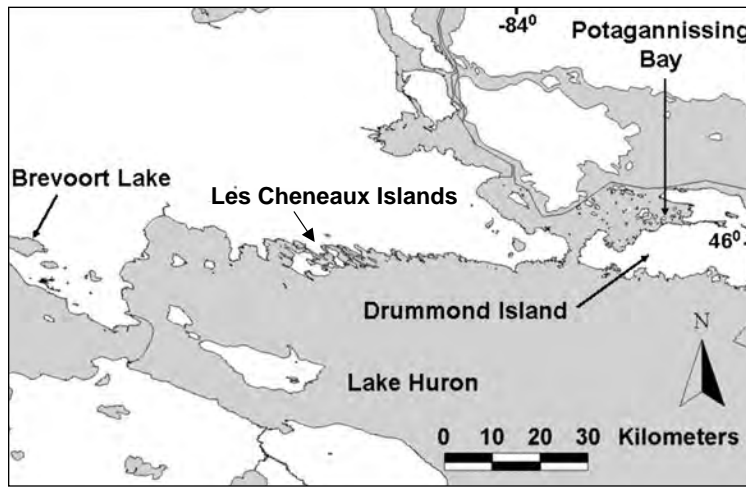 -84⁰
Potagannissing
Bay
Brevoort Lake
Les Cheneaux Islands
46⁰
Drummond Island
N
Lake Huron
0 10 20 30 Kilometers